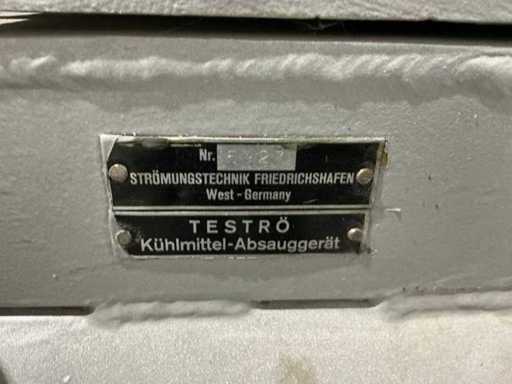 Nr.
STRÖMUNGSTECHNIK FRIEDRICHSHAFEN
West-Germany
TESTRÖ
Kühlmittel-Absauggerät